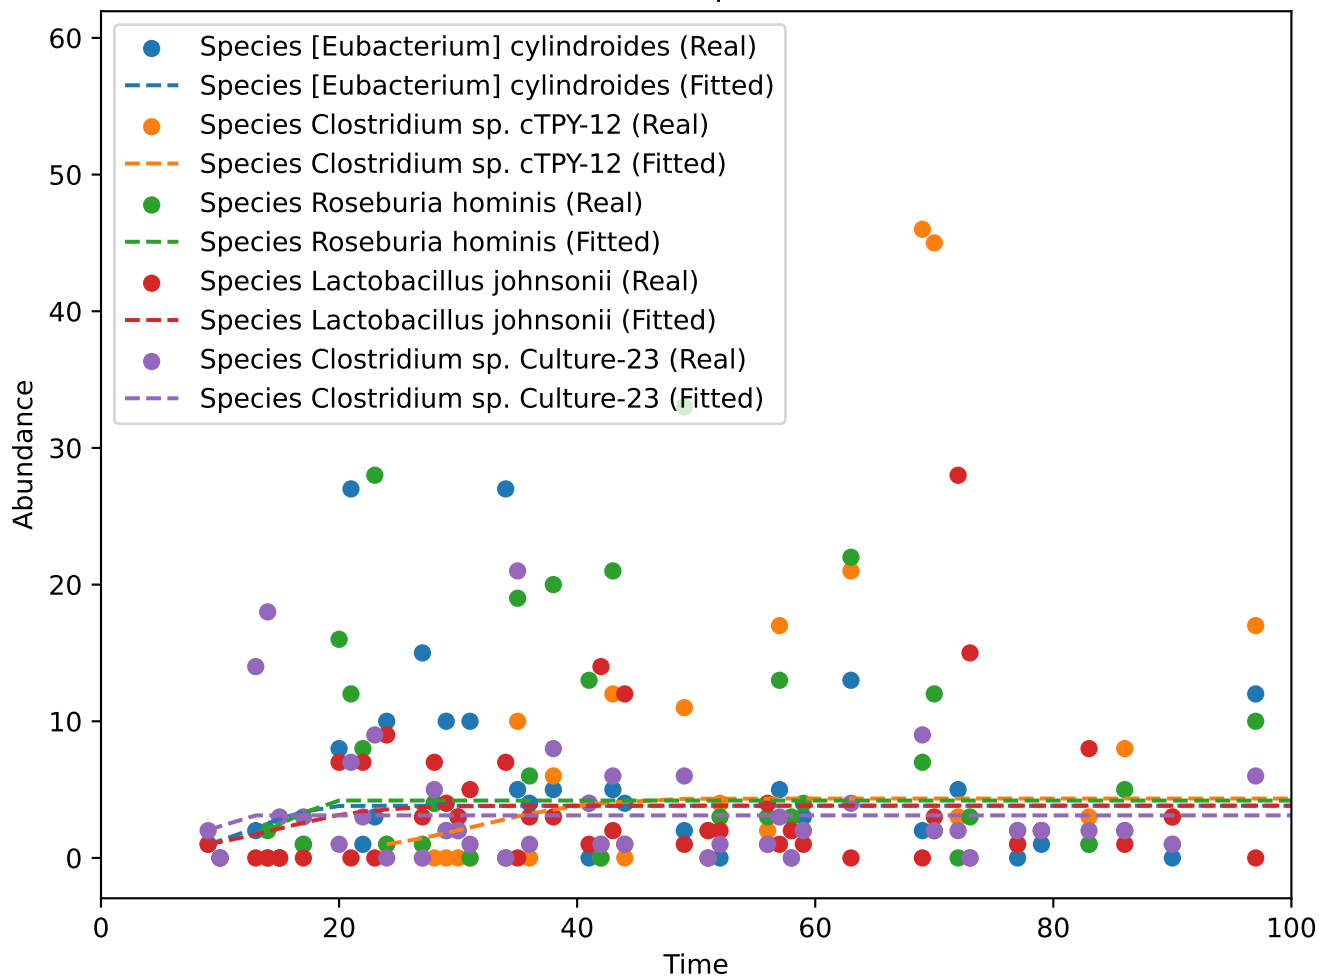 60
50
40
30
20
10
0
Abundance
Species [Eubacterium] cylindroides (Real)
Species [Eubacterium] cylindroides (Fitted)
Species Clostridium sp. cTPY-12 (Real)
Species Clostridium sp. cTPY-12 (Fitted)
Species Roseburia hominis (Real)
Species Roseburia hominis (Fitted)
Species Lactobacillus johnsonii (Real)
Species Lactobacillus johnsonii (Fitted)
Species Clostridium sp. Culture-23 (Real)
Species Clostridium sp. Culture-23 (Fitted)
0 20 40 60 80 100
Time